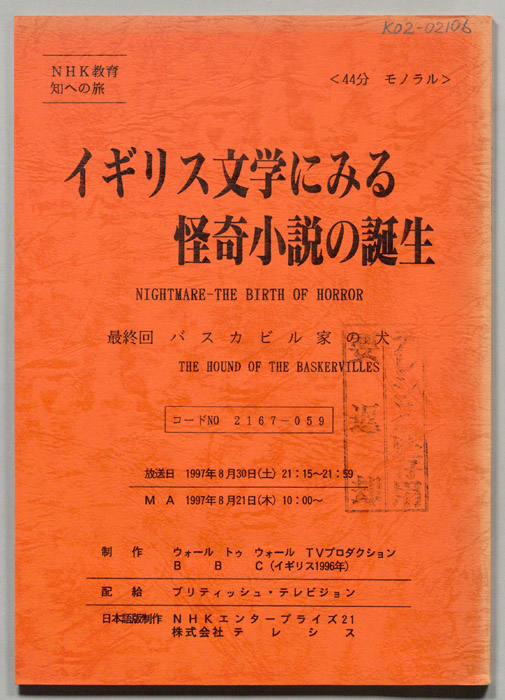 K02-02106
NHK教育
知への旅
＜44分 モノラル＞
イギリス文学にみる
怪奇小説の誕生
NIGHTMARE-THE BIRTH OF HORROR
最終回 バスカビル家の犬
THE HOUND OF THE BASKERVILLES
コードNO 2167-059
放送日 1997年8月30日(土) 21:15～21:59
MA 1997年8月21日(木) 10:00～
制作 ウォール トゥ ウォール TVプロダクション
BBC(イギリス1996年)
配給 ブリティッシュ・テレビジョン
日本語版制作 NHKエンタープライズ21
株式会社テレシス
要返却